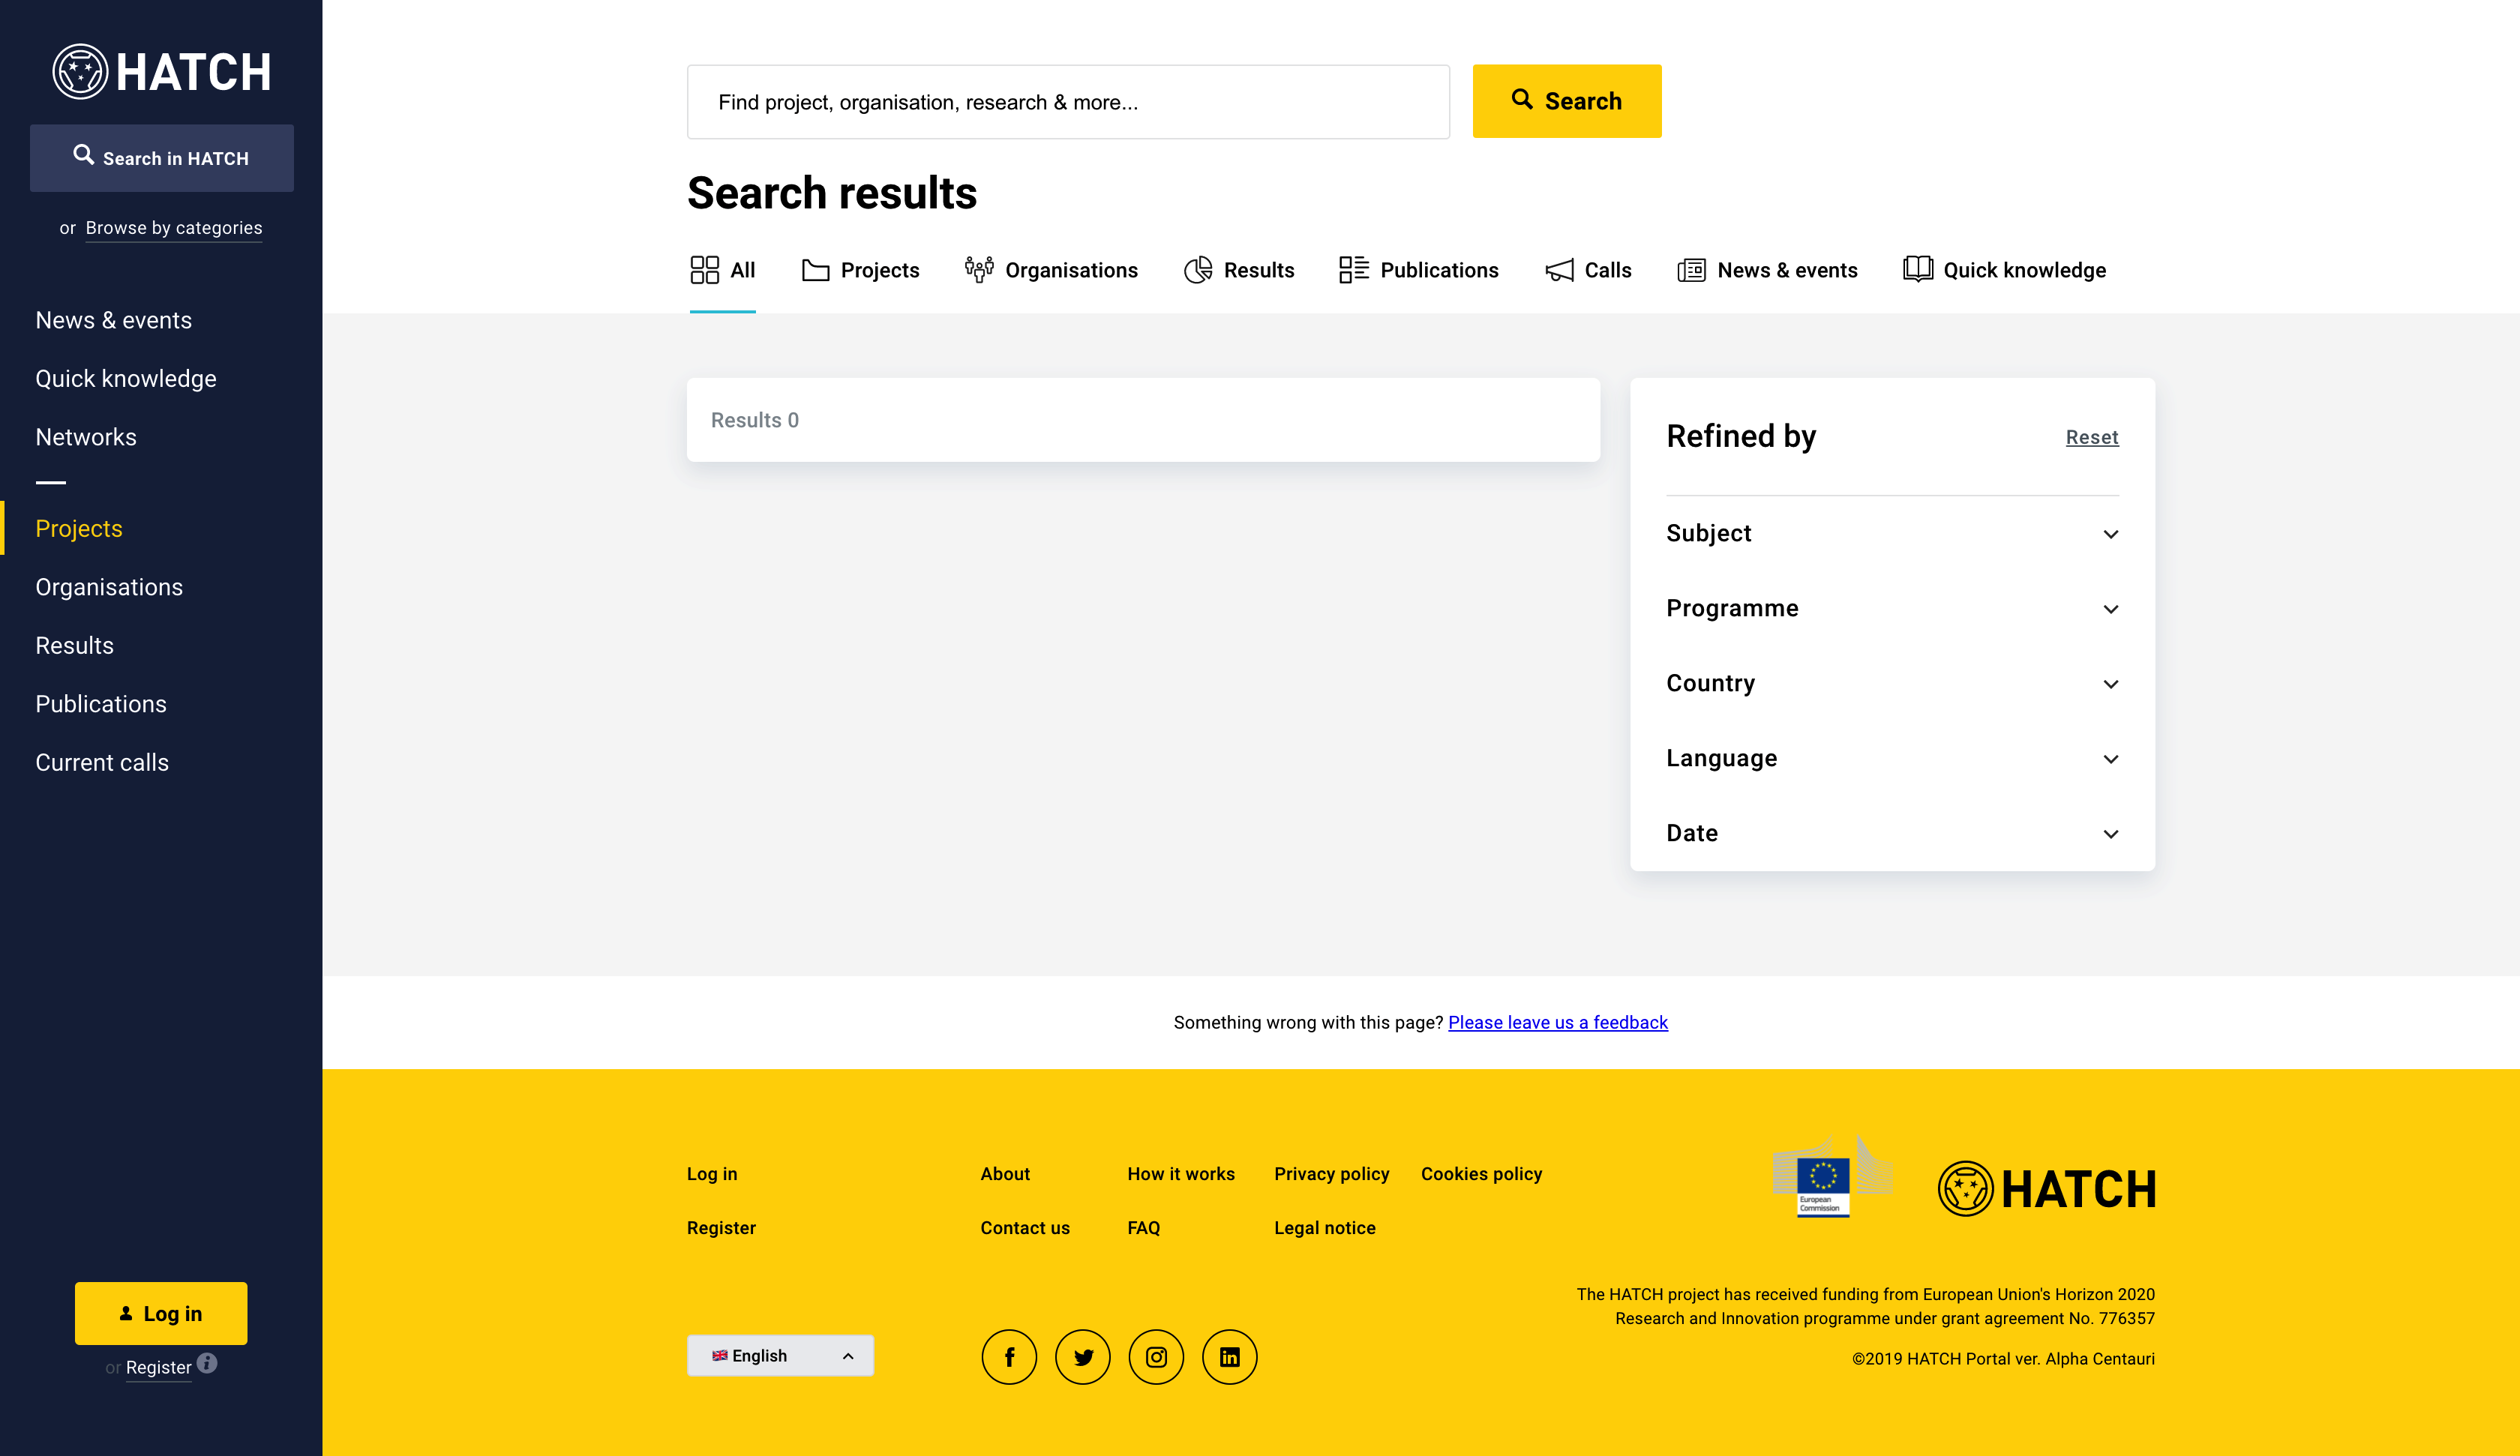 HATCH
Search in HATCH
or Browse by categories
News & events
Quick knowledge
Networks
Projects
Organisations
Results
Publications
Current calls
Log in
or Register
Find project, organisation, research & more...
Search
Search results
All
Projects
Organisations
Results
Publications
Calls
News & events
Quick knowledge
Results 0
Refined by
Reset
Subject
Programme
Country
Language
Date
Something wrong with this page? Please leave us a feedback
Log in
Register
About
Contact us
How it works
FAQ
Privacy policy
Legal notice
Cookies policy
English
European
Commission
HATCH
The HATCH project has received funding from European Union's Horizon 2020
Research and Innovation programme under grant agreement No. 776357
©2019 HATCH Portal ver. Alpha Centauri